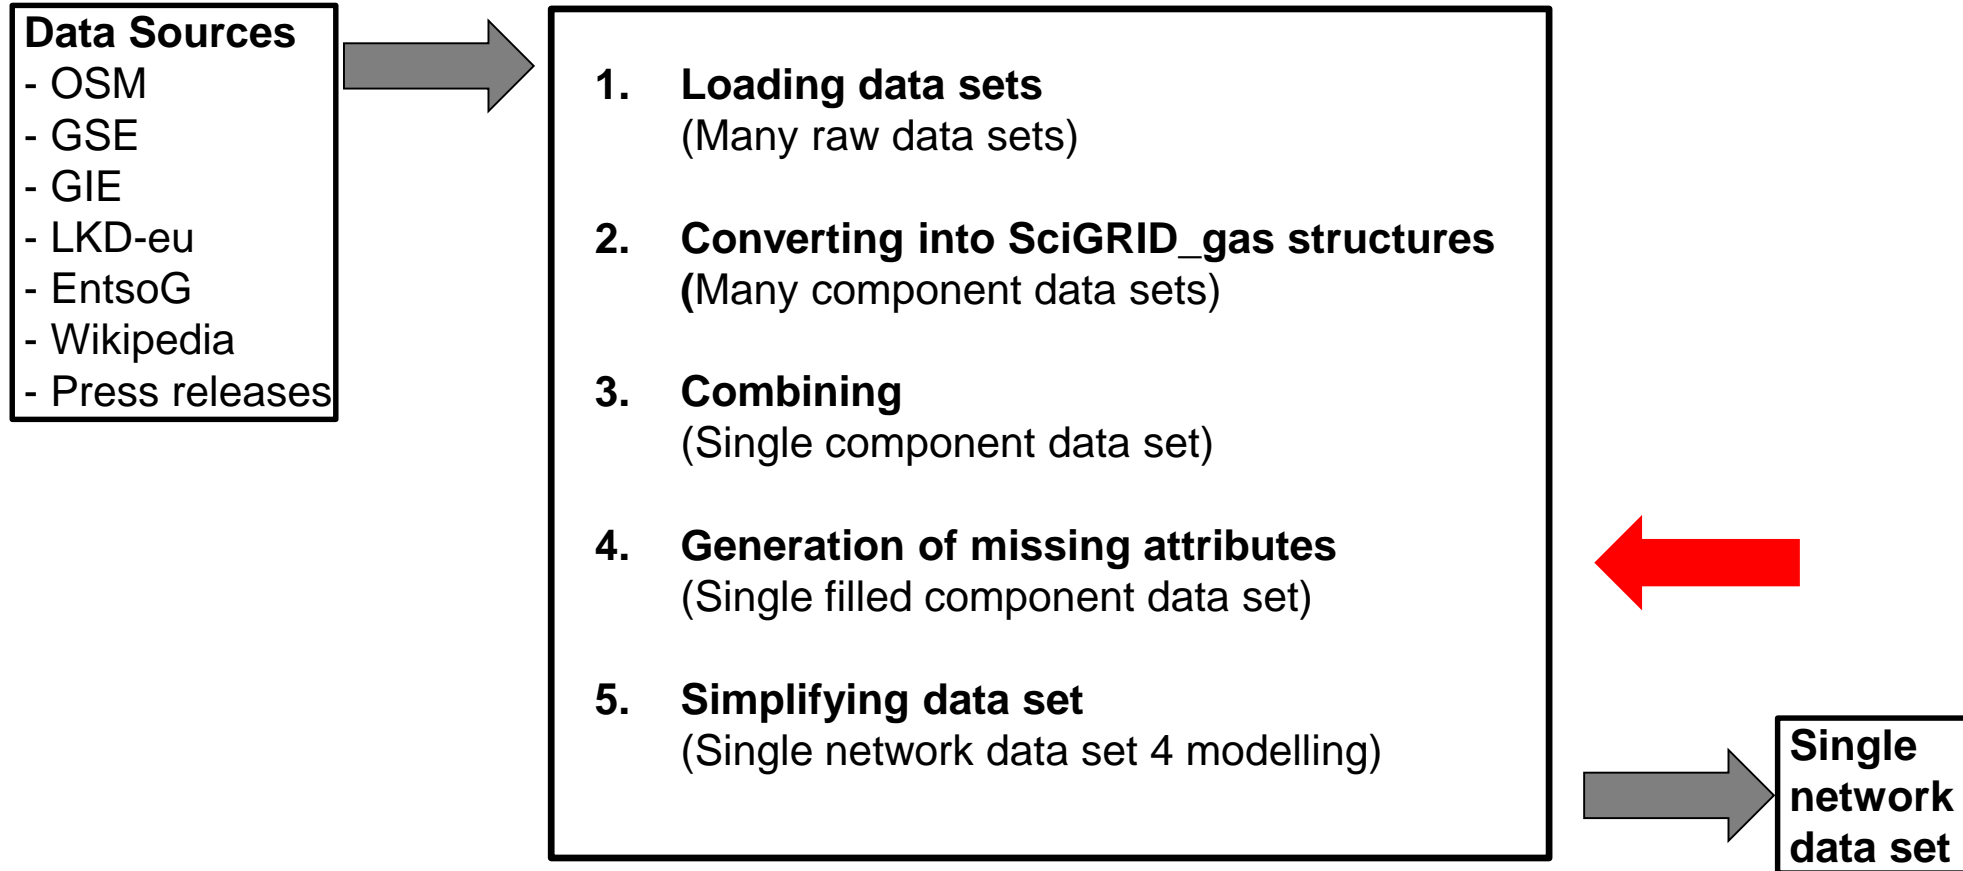 Data Sources
- OSM
- GSE
- GIE
- LKD-eu
- EntsoG
- Wikipedia
- Press releases
1. Loading data sets
(Many raw data sets)
2. Converting into SciGRID_gas structures
(Many component data sets)
3. Combining
(Single component data set)
4. Generation of missing attributes
(Single filled component data set)
5. Simplifying data set
(Single network data set 4 modelling)
Single
network
data set